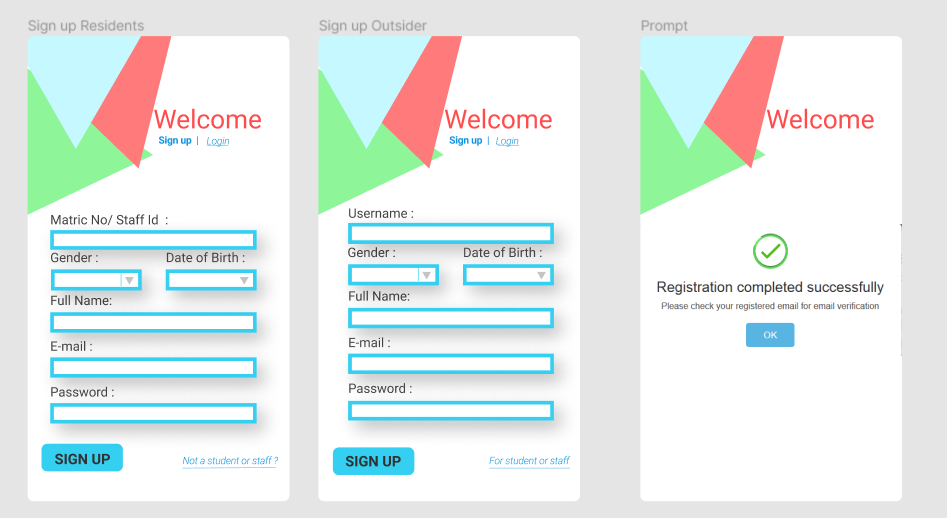 Sign up Residents
Welcome
Sign up | Login
Matric No/ Staff Id :
Gender : Date of Birth :
Full Name:
E-mail :
Password :
SIGN UP Not a student or staff ?
Sign up Outsider
Welcome
Sign up | Login
Username :
Gender : Date of Birth :
Full Name:
E-mail :
Password :
SIGN UP For student or staff
Prompt
Welcome
Registration completed successfully
Please check your registered email for email verification
OK